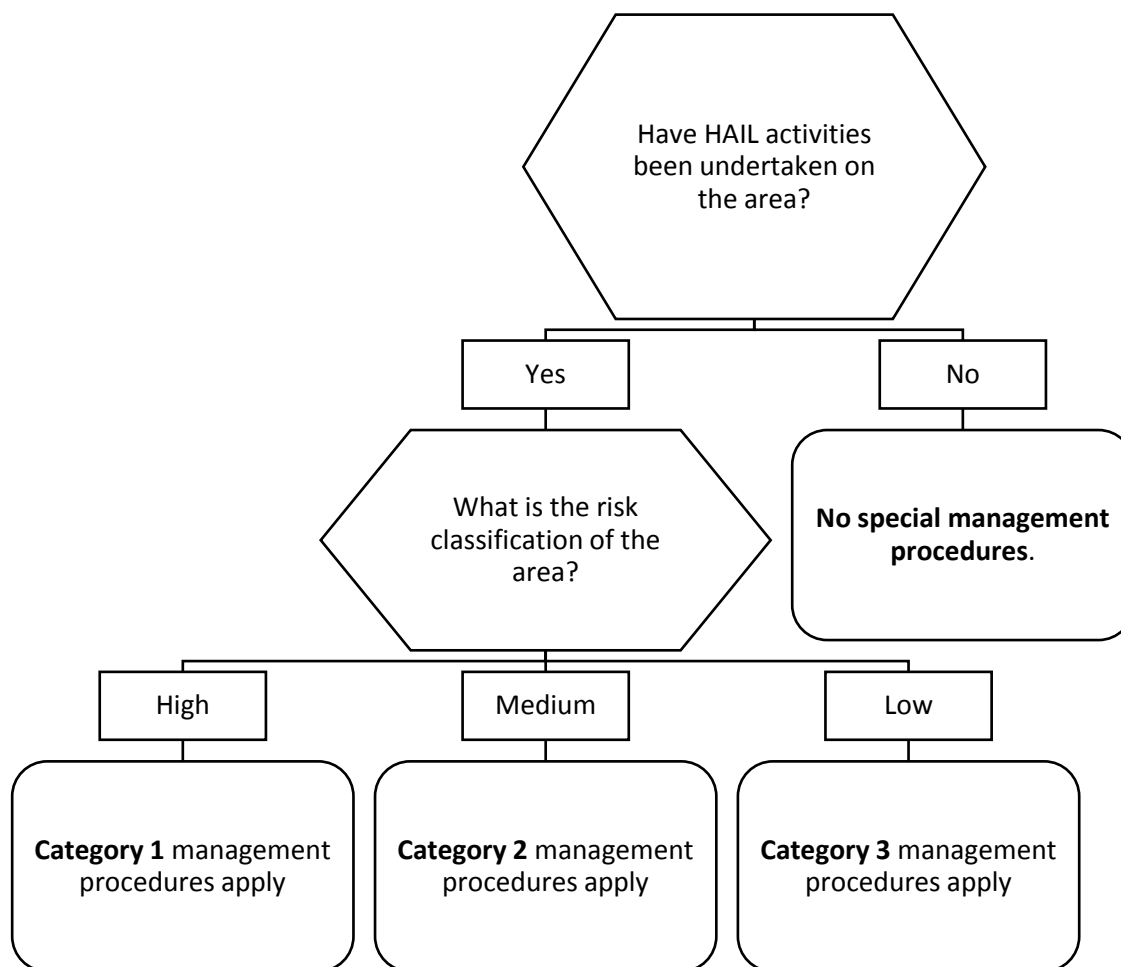 Have HAIL activities
been undertaken on
the area?
Yes
No
What is the risk
classification of the
area?
No special management
procedures.
High
Medium
Low
Category 1 management
procedures apply
Category 2 management
procedures apply
Category 3 management
procedures apply